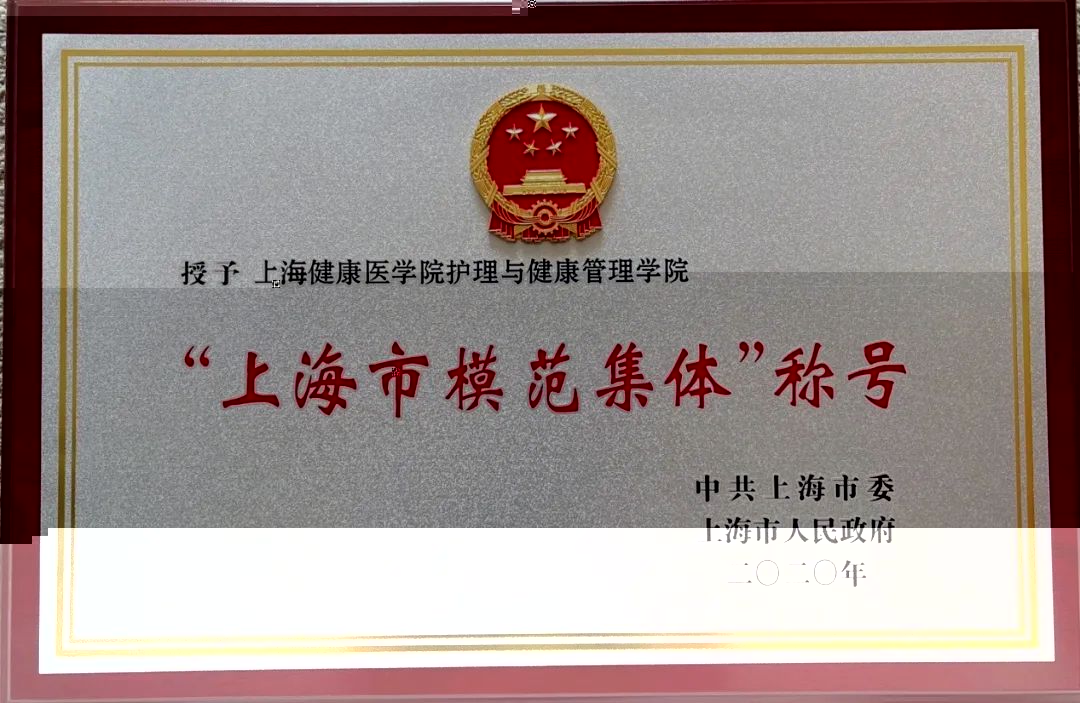 授予 上海健康医学院护理与健康管理学院
“上海市模范集体”称号
中共上海市委
上海市人民政府
二〇二〇年